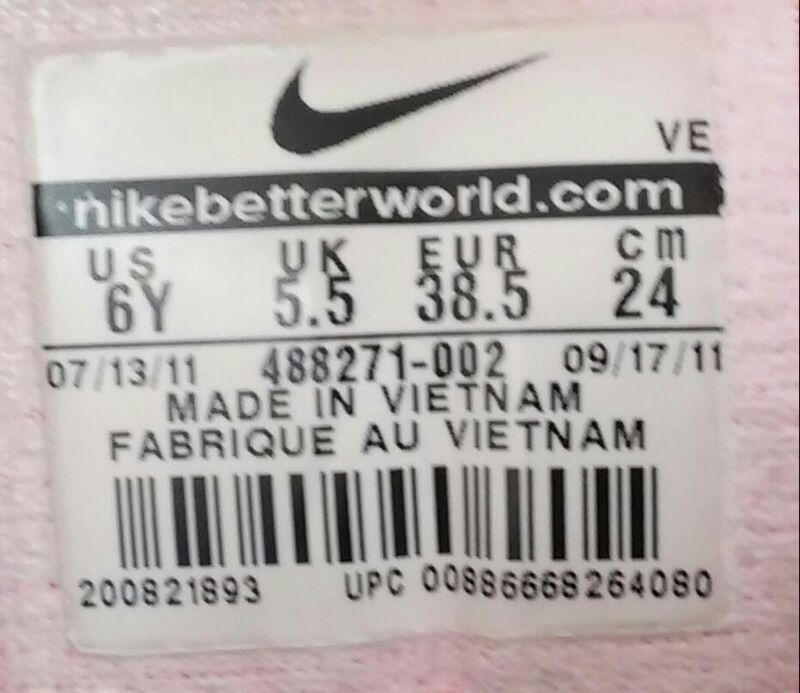 VE
nikebetterworld.com
US UK EUR cm
6Y 5.5 38.5 24
07/13/11 488271-002 09/17/11
MADE IN VIETNAM
FABRIQUE AU VIETNAM
200821893 UPC 00886668264080